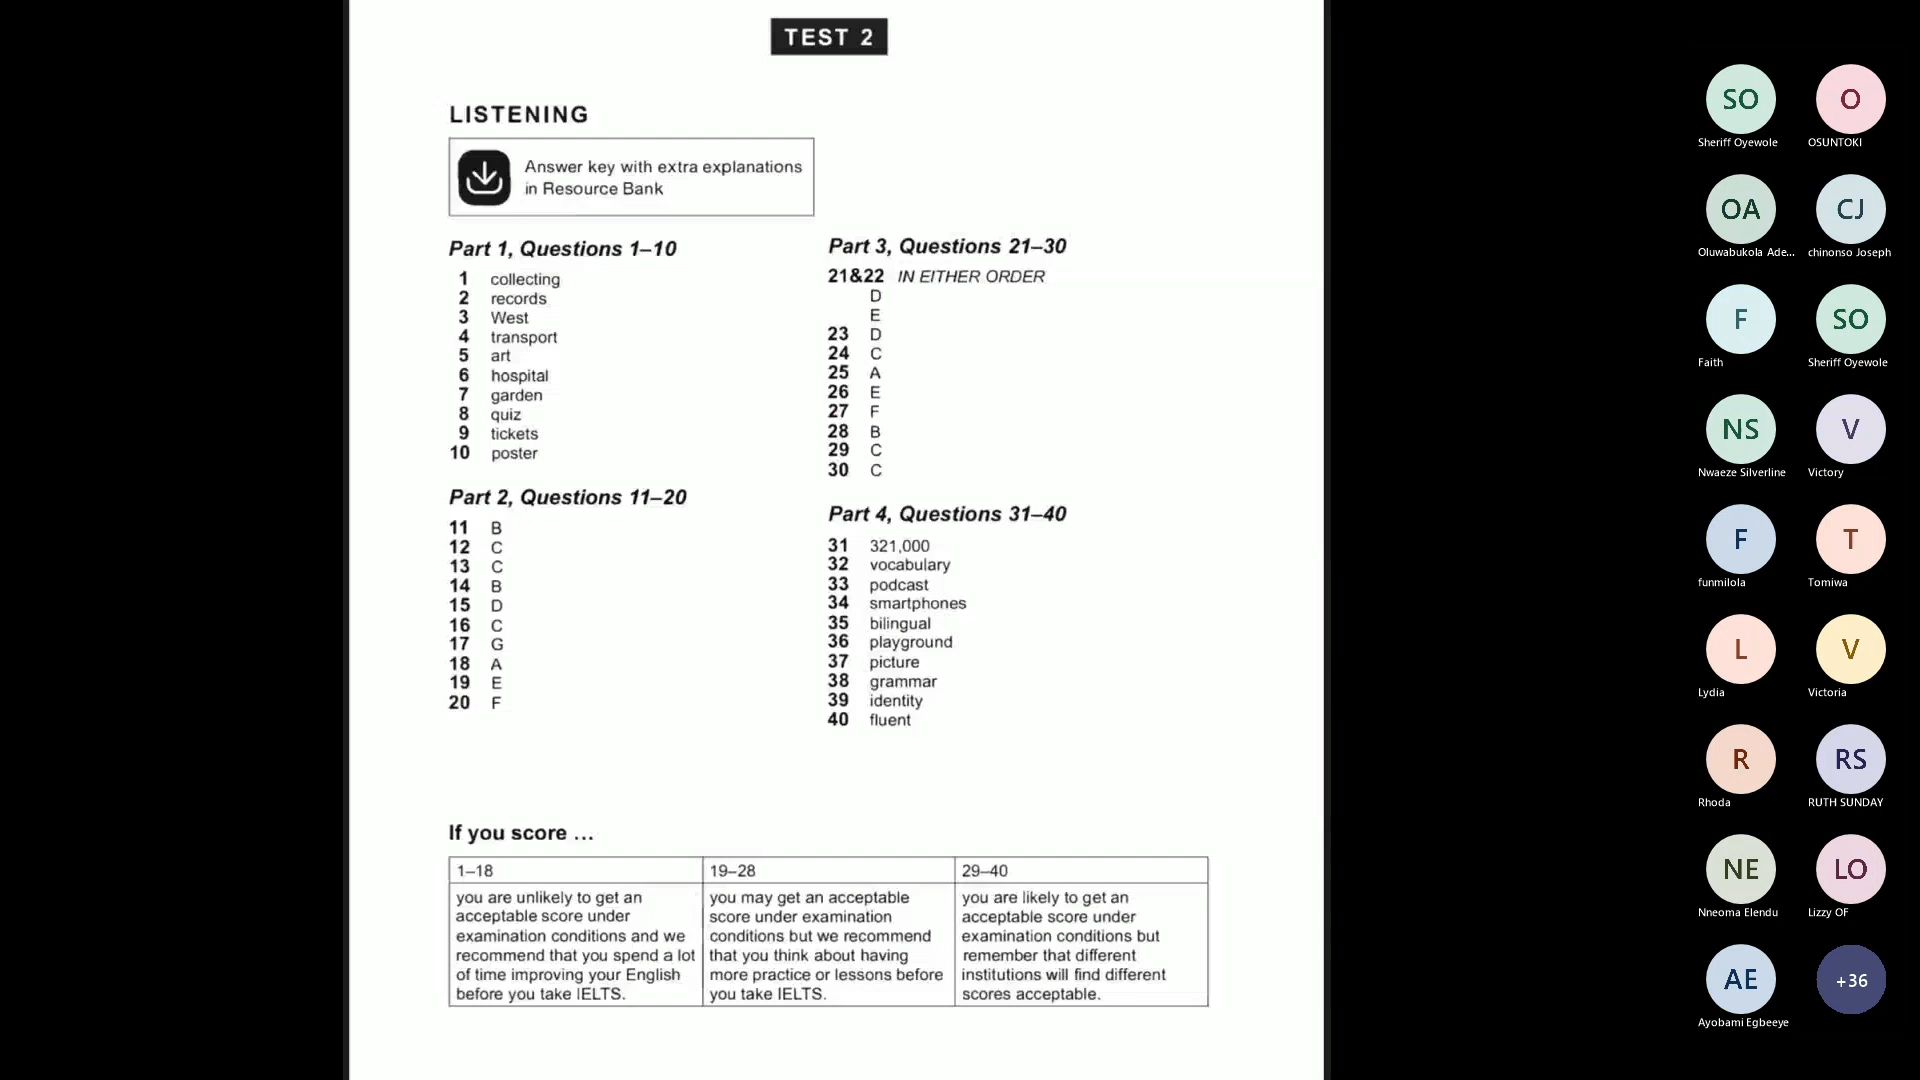 TEST 2
LISTENING
Answer key with extra explanations
in Resource Bank
Part 1, Questions 1–10
1 collecting
2 records
3 West
4 transport
5 art
6 hospital
7 garden
8 quiz
9 tickets
10 poster
Part 2, Questions 11–20
11 B
12 C
13 C
14 B
15 D
16 C
17 G
18 A
19 E
20 F
Part 3, Questions 21–30
21&22 IN EITHER ORDER
D
E
23 D
24 C
25 A
26 E
27 F
28 B
29 C
30 C
Part 4, Questions 31–40
31 321,000
32 vocabulary
33 podcast
34 smartphones
35 bilingual
36 playground
37 picture
38 grammar
39 identity
40 fluent
If you score …
1–18
you are unlikely to get an
acceptable score under
examination conditions and we
recommend that you spend a lot
of time improving your English
before you take IELTS.
19–28
you may get an acceptable
score under examination
conditions but we recommend
that you think about having
more practice or lessons before
you take IELTS.
29–40
you are likely to get an
acceptable score under
examination conditions but
remember that different
institutions will find different
scores acceptable.
SO
Sheriff Oyewole
O
OSUNTOKI
OA
Oluwabukola Ade...
CJ
chinonso Joseph
F
Faith
SO
Sheriff Oyewole
NS
Nwaeze Silverline
V
Victory
F
funmilola
T
Tomiwa
L
Lydia
V
Victoria
R
Rhoda
RS
RUTH SUNDAY
NE
Nneoma Elendu
LO
Lizzy OF
AE
Ayobami Egbeeye
+36